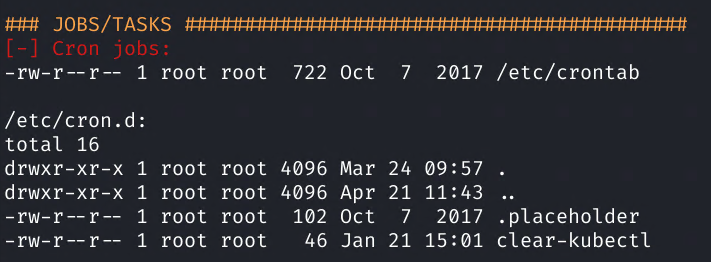 ### JOBS/TASKS ##########################################
[-] Cron jobs:
-rw-r--r-- 1 root root  722 Oct  7  2017 /etc/crontab

/etc/cron.d:
total 16
drwxr-xr-x 1 root root 4096 Mar 24 09:57 .
drwxr-xr-x 1 root root 4096 Apr 21 11:43 ..
-rw-r--r-- 1 root root  102 Oct  7  2017 .placeholder
-rw-r--r-- 1 root root   46 Jan 21 15:01 clear-kubectl